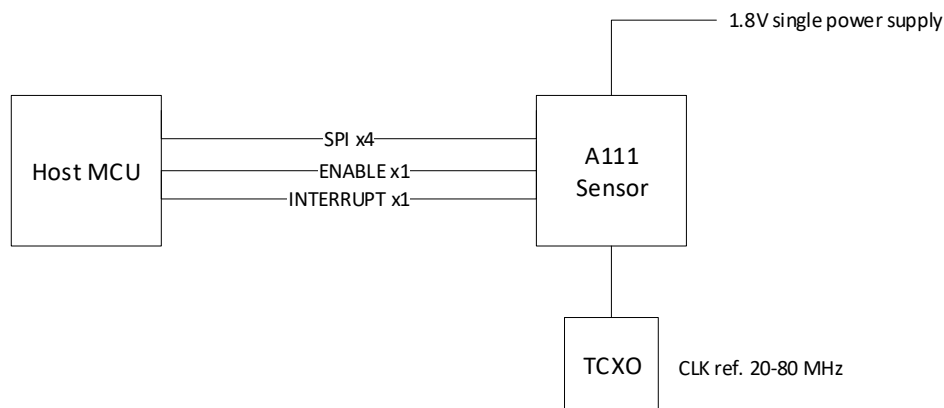 1.8V single power supply
Host MCU
SPI x4
ENABLE x1
INTERRUPT x1
A111
Sensor
TCXO
CLK ref. 20-80 MHz